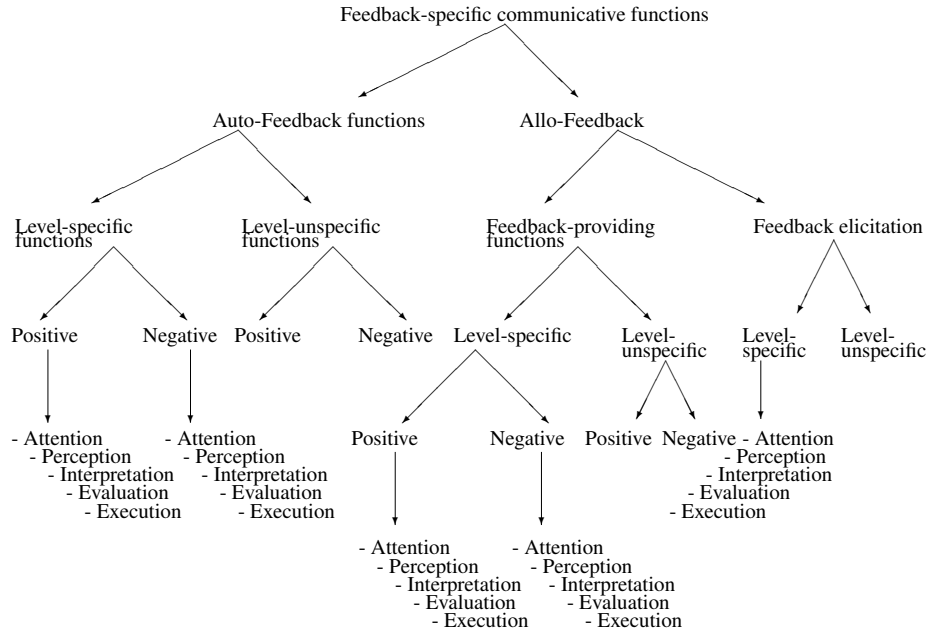 Feedback-specific communicative functions
Auto-Feedback functions
Allo-Feedback
Level-specific
functions
Level-unspecific
functions
Feedback-providing
functions
Feedback elicitation
Positive
Negative
Positive
Negative
Level-specific
Level-
unspecific
Level-
specific
Level-
unspecific
- Attention
- Perception
- Interpretation
- Evaluation
- Execution
- Attention
- Perception
- Interpretation
- Evaluation
- Execution
Positive
Negative
Positive
Negative
- Attention
- Perception
- Interpretation
- Evaluation
- Execution
- Attention
- Perception
- Interpretation
- Evaluation
- Execution
- Attention
- Perception
- Interpretation
- Evaluation
- Execution